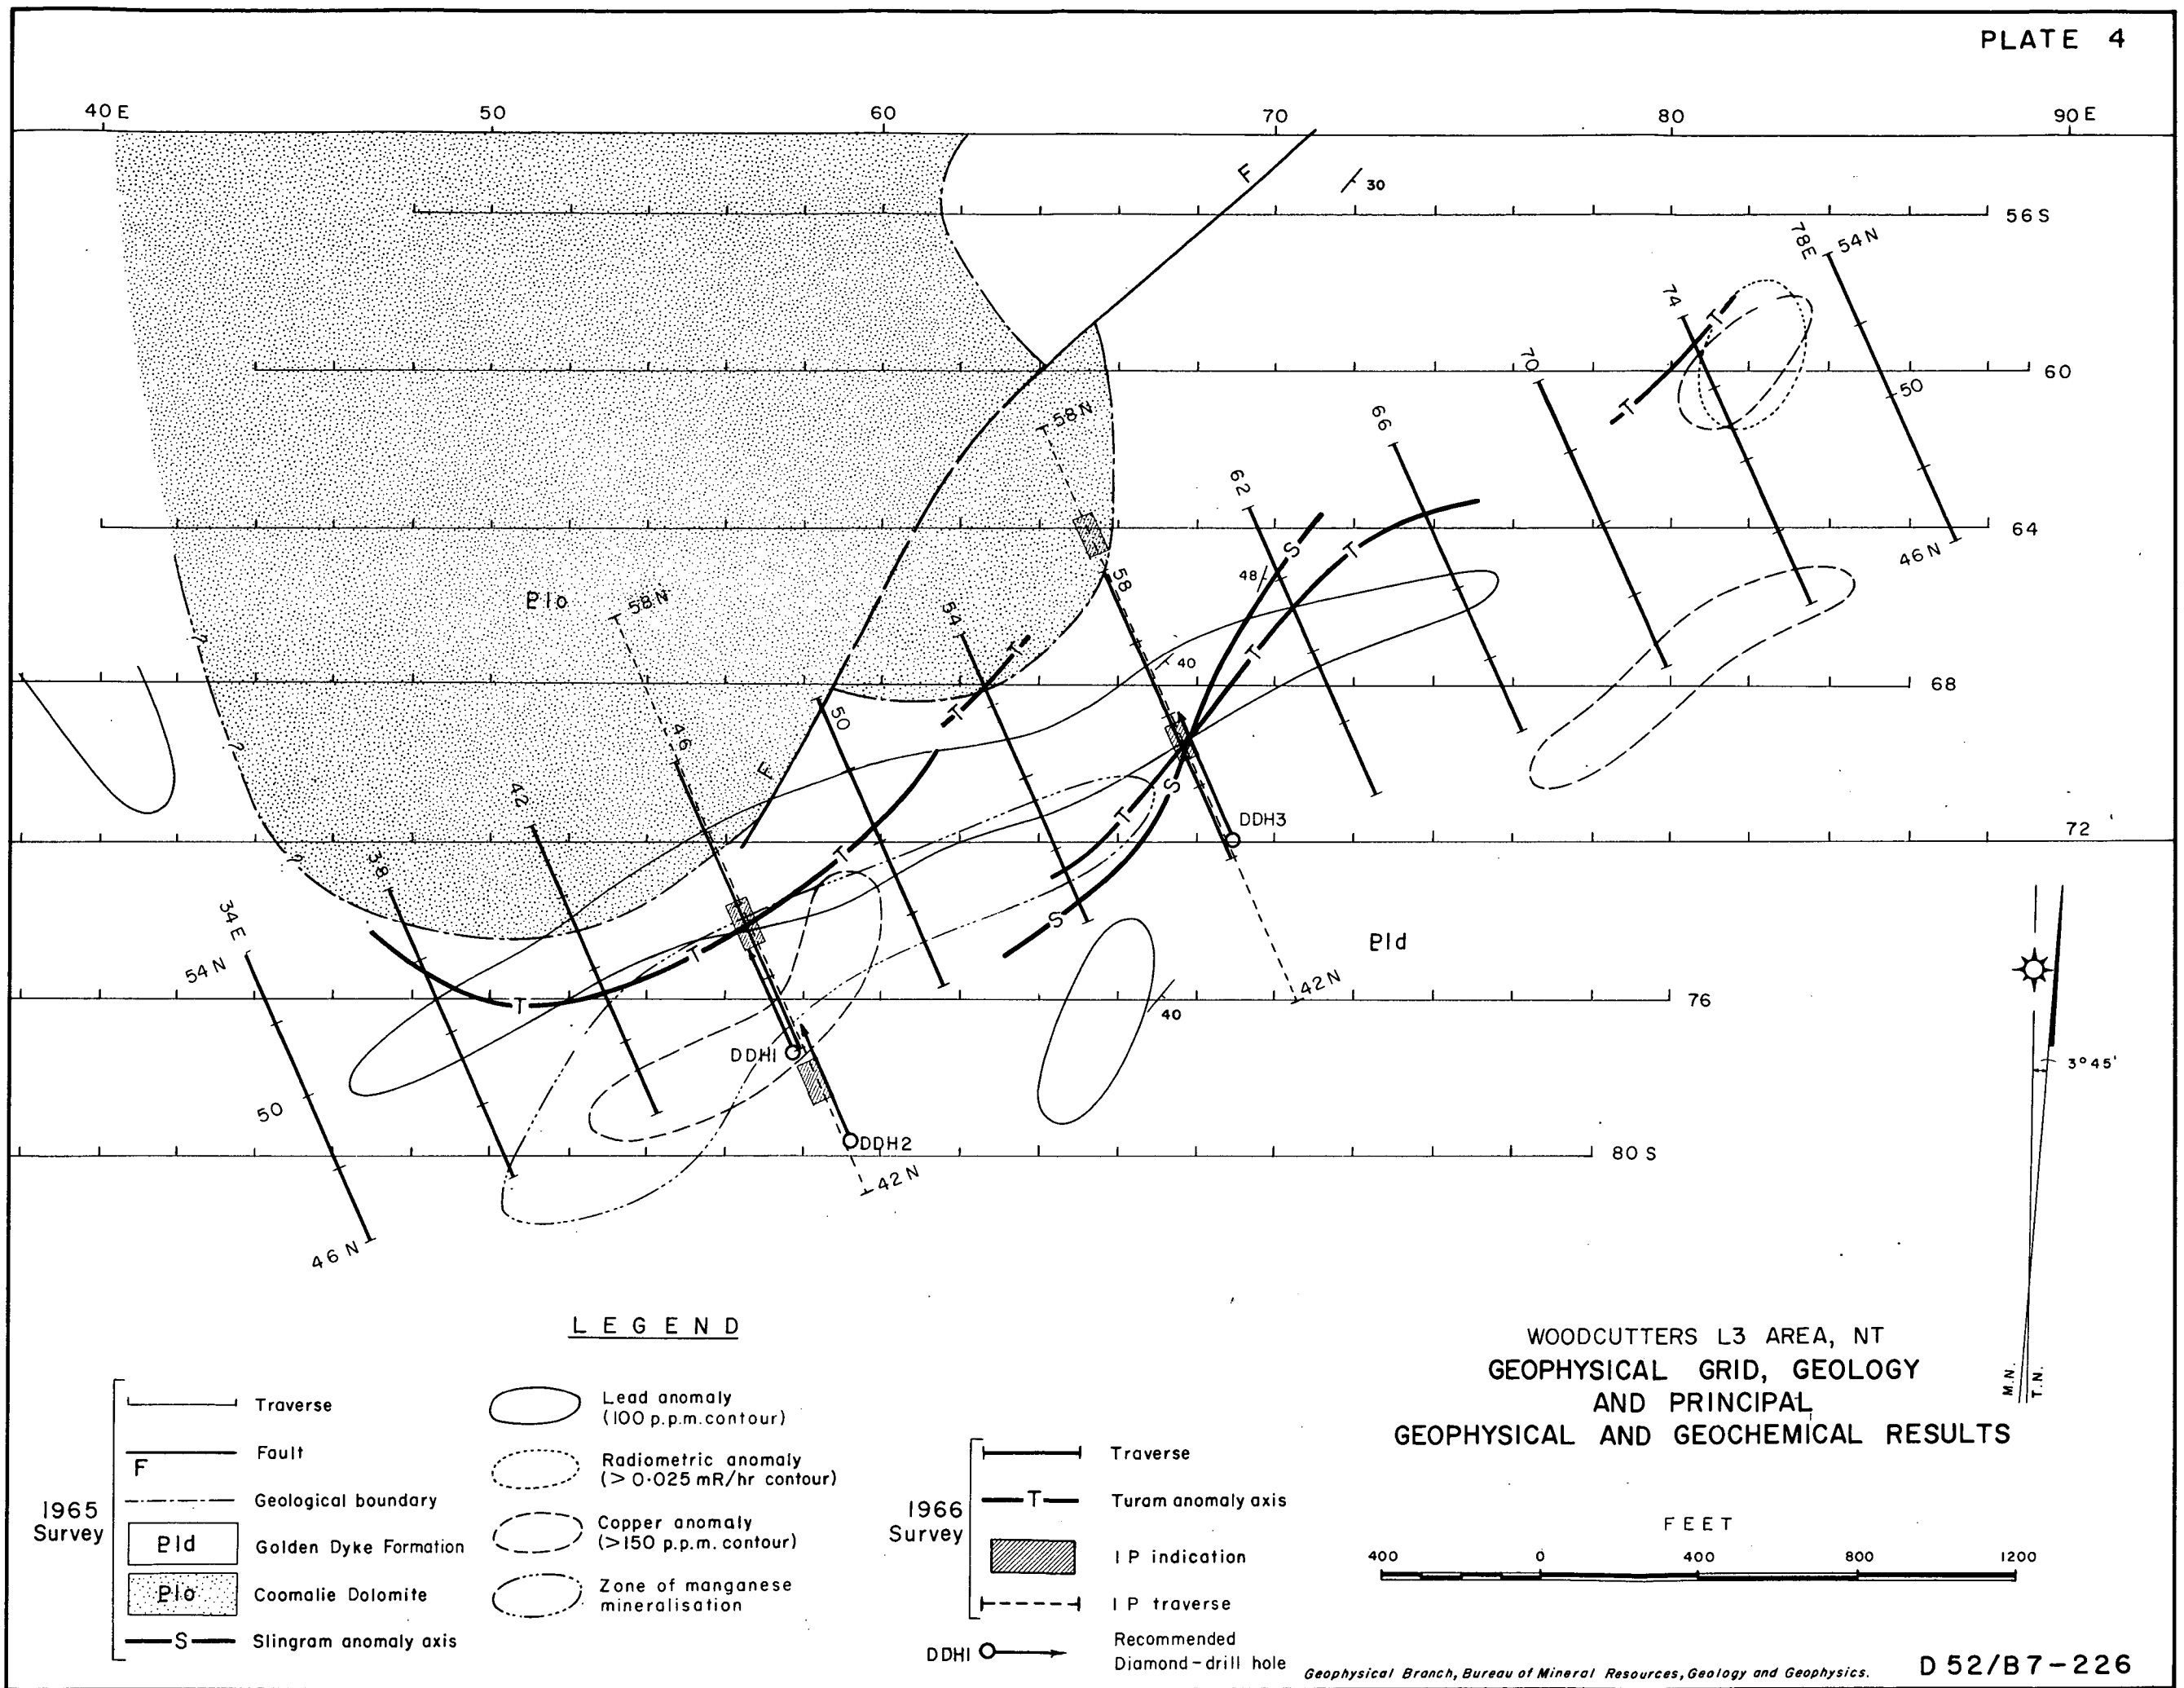 PLATE 4
40 E 50 60 70 80 90 E
F
30
56 S
78E
54 N
74
T
70
60
50
58N
66
T
62
S
64
46 N
T
48
58
Plo
58N
54
T
T
40
68
T
50
46
F
S
42
T
DDH3
72
T
38
S
34 E
54 N
T
Pld
42 N
T
76
40
DDH1
3° 45'
50
DDH2
80 S
42 N
46 N
LEGEND
1965
Survey
Traverse
F
Fault
Geological boundary
Pld
Golden Dyke Formation
Plo
Coomalie Dolomite
S
Slingram anomaly axis
Lead anomaly
(100 p.p.m. contour)
Radiometric anomaly
(> 0·025 mR/hr contour)
Copper anomaly
(>150 p.p.m. contour)
Zone of manganese
mineralisation
1966
Survey
Traverse
T
Turam anomaly axis
I P indication
I P traverse
DDH1
Recommended
Diamond-drill hole
WOODCUTTERS L3 AREA, NT
GEOPHYSICAL GRID, GEOLOGY
AND PRINCIPAL
GEOPHYSICAL AND GEOCHEMICAL RESULTS
M.N.
T.N.
FEET
400 0 400 800 1200
Geophysical Branch, Bureau of Mineral Resources, Geology and Geophysics.
D 52/B7-226